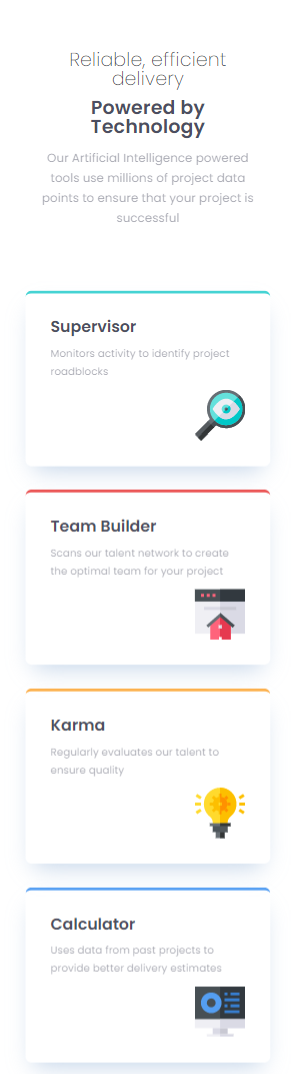 Reliable, efficient
delivery
Powered by
Technology
Our Artificial Intelligence powered
tools use millions of project data
points to ensure that your project is
successful
Supervisor
Monitors activity to identify project
roadblocks
Team Builder
Scans our talent network to create
the optimal team for your project
Karma
Regularly evaluates our talent to
ensure quality
Calculator
Uses data from past projects to
provide better delivery estimates